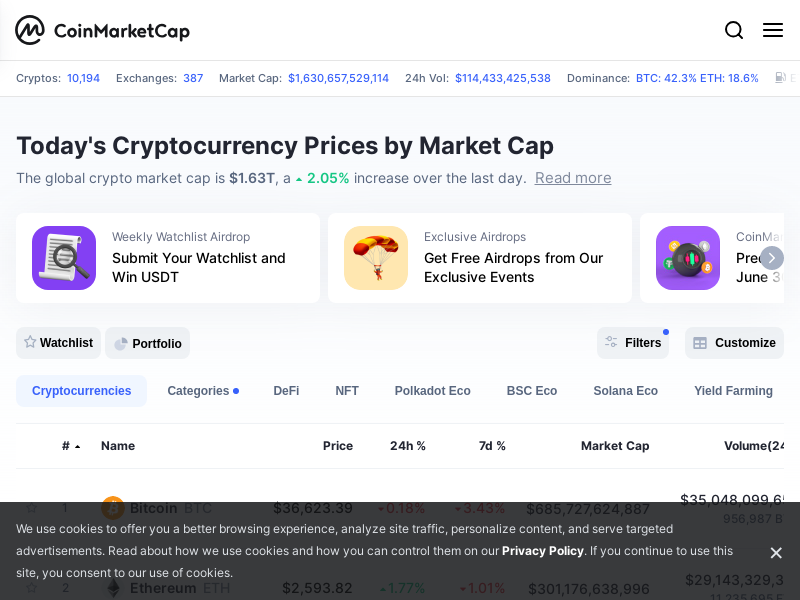 CoinMarketCap
Cryptos: 10,194 Exchanges: 387 Market Cap: $1,630,657,529,114 24h Vol: $114,433,425,538 Dominance: BTC: 42.3% ETH: 18.6%
Today's Cryptocurrency Prices by Market Cap
The global crypto market cap is $1.63T, a 2.05% increase over the last day. Read more
Weekly Watchlist Airdrop
Submit Your Watchlist and
Win USDT
Exclusive Airdrops
Get Free Airdrops from Our
Exclusive Events
June 3
Watchlist Portfolio Filters Customize
Cryptocurrencies Categories DeFi NFT Polkadot Eco BSC Eco Solana Eco Yield Farming
# Name Price 24h % 7d % Market Cap Volume(24
1 Bitcoin BTC $36,623.39 0.18% 3.43% $685,727,624,887 $35,048,099,6
956,987 B
We use cookies to offer you a better browsing experience, analyze site traffic, personalize content, and serve targeted
advertisements. Read about how we use cookies and how you can control them on our Privacy Policy. If you continue to use this
site, you consent to our use of cookies.
2 Ethereum ETH $2,593.82 1.77% 1.01% $301,176,638,996 $29,143,329,3